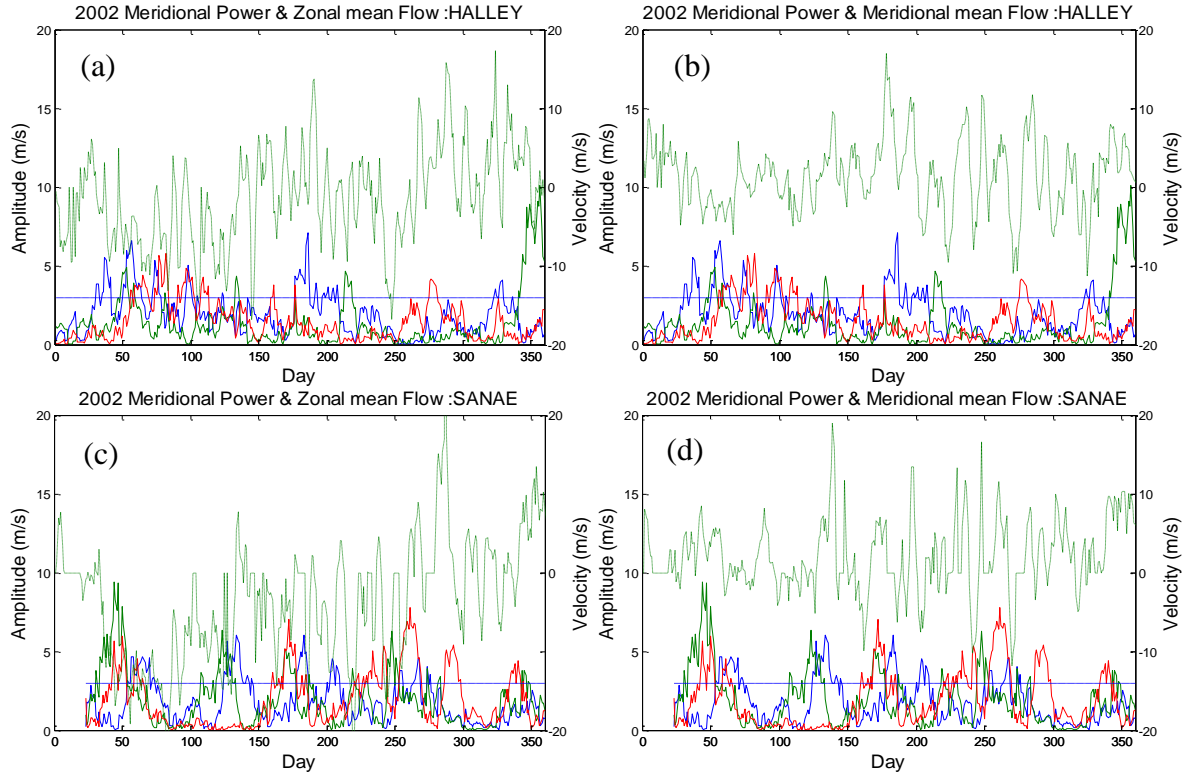 2002 Meridional Power & Zonal mean Flow :HALLEY
2002 Meridional Power & Meridional mean Flow :HALLEY
(a)
20
15
10
5
0
Amplitude (m/s)
20
10
0
-10
-20
Velocity (m/s)
0 50 100 150 200 250 300 350
Day
(b)
20
15
10
5
0
Amplitude (m/s)
20
10
0
-10
-20
Velocity (m/s)
0 50 100 150 200 250 300 350
Day
2002 Meridional Power & Zonal mean Flow :SANAE
2002 Meridional Power & Meridional mean Flow :SANAE
(c)
20
15
10
5
0
Amplitude (m/s)
20
10
0
-10
-20
Velocity (m/s)
0 50 100 150 200 250 300 350
Day
(d)
20
15
10
5
0
Amplitude (m/s)
20
10
0
-10
-20
Velocity (m/s)
0 50 100 150 200 250 300 350
Day